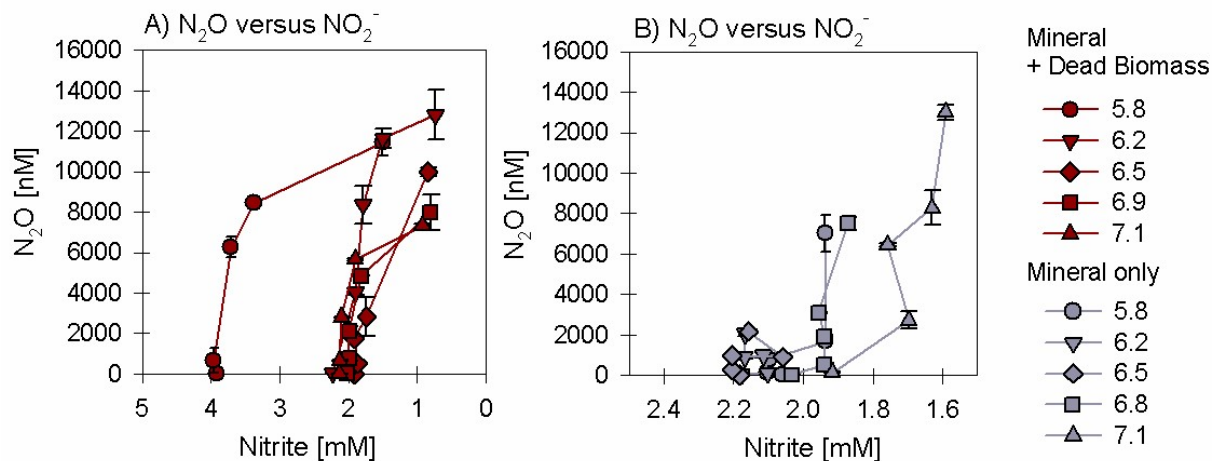 A) N₂O versus NO₂⁻
16000
14000
12000
10000
8000
6000
4000
2000
0
N₂O [nM]
5 4 3 2 1 0
Nitrite [mM]
B) N₂O versus NO₂⁻
16000
14000
12000
10000
8000
6000
4000
2000
0
N₂O [nM]
2.4 2.2 2.0 1.8 1.6
Nitrite [mM]
Mineral
+ Dead Biomass
5.8
6.2
6.5
6.9
7.1
Mineral only
5.8
6.2
6.5
6.8
7.1